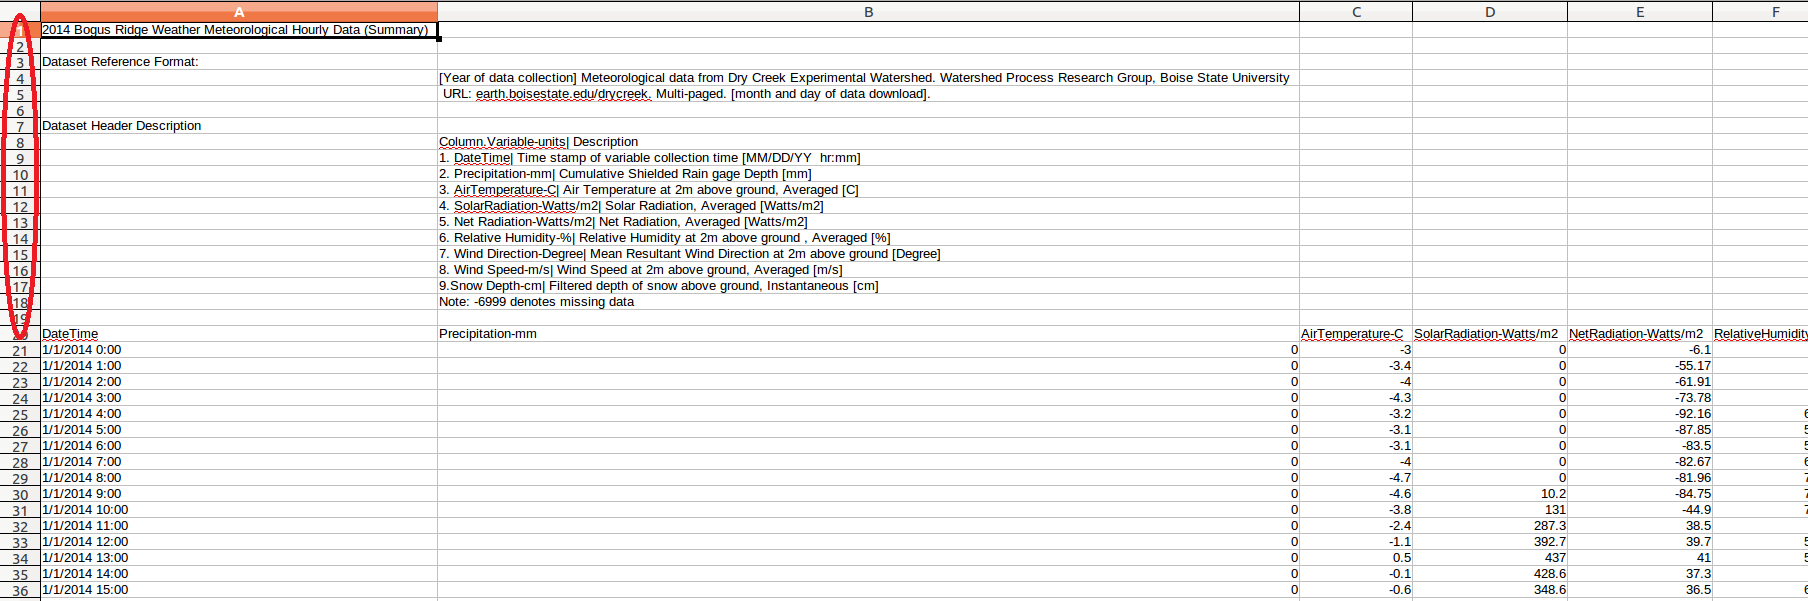 A B C D E F
1 2014 Bogus Ridge Weather Meteorological Hourly Data (Summary)
2
3 Dataset Reference Format:
4 [Year of data collection] Meteorological data from Dry Creek Experimental Watershed. Watershed Process Research Group, Boise State University
5 URL: earth.boisestate.edu/drycreek. Multi-paged. [month and day of data download].
6
7 Dataset Header Description
8 Column.Variable-units| Description
9 1. DateTime| Time stamp of variable collection time [MM/DD/YY  hr:mm]
10 2. Precipitation-mm| Cumulative Shielded Rain gage Depth [mm]
11 3. AirTemperature-C| Air Temperature at 2m above ground, Averaged [C]
12 4. SolarRadiation-Watts/m2| Solar Radiation, Averaged [Watts/m2]
13 5. Net Radiation-Watts/m2| Net Radiation, Averaged [Watts/m2]
14 6. Relative Humidity-%| Relative Humidity at 2m above ground , Averaged [%]
15 7. Wind Direction-Degree| Mean Resultant Wind Direction at 2m above ground [Degree]
16 8. Wind Speed-m/s| Wind Speed at 2m above ground, Averaged [m/s]
17 9.Snow Depth-cm| Filtered depth of snow above ground, Instantaneous [cm]
18 Note: -6999 denotes missing data
19
20 DateTime Precipitation-mm AirTemperature-C SolarRadiation-Watts/m2 NetRadiation-Watts/m2 RelativeHumidity
21 1/1/2014 0:00 0 -3 0 -6.1
22 1/1/2014 1:00 0 -3.4 0 -55.17
23 1/1/2014 2:00 0 -4 0 -61.91
24 1/1/2014 3:00 0 -4.3 0 -73.78
25 1/1/2014 4:00 0 -3.2 0 -92.16
26 1/1/2014 5:00 0 -3.1 0 -87.85
27 1/1/2014 6:00 0 -3.1 0 -83.5
28 1/1/2014 7:00 0 -4 0 -82.67
29 1/1/2014 8:00 0 -4.7 0 -81.96
30 1/1/2014 9:00 0 -4.6 10.2 -84.75
31 1/1/2014 10:00 0 -3.8 131 -44.9
32 1/1/2014 11:00 0 -2.4 287.3 38.5
33 1/1/2014 12:00 0 -1.1 392.7 39.7
34 1/1/2014 13:00 0 0.5 437 41
35 1/1/2014 14:00 0 -0.1 428.6 37.3
36 1/1/2014 15:00 0 -0.6 348.6 36.5